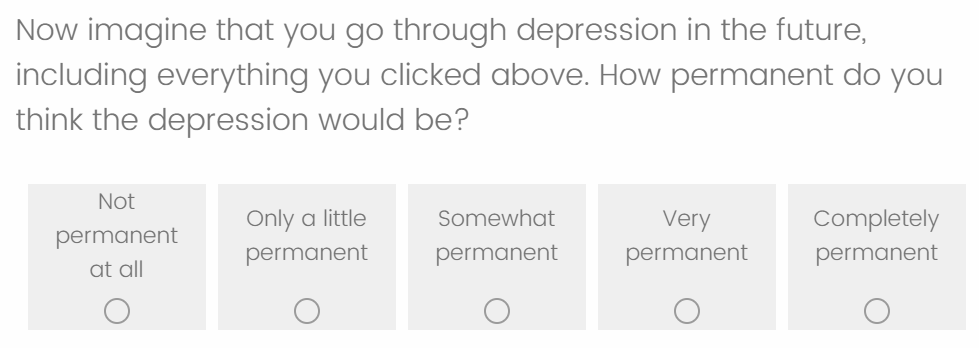 Now imagine that you go through depression in the future,
including everything you clicked above. How permanent do you
think the depression would be?
Not
permanent
at all
Only a little
permanent
Somewhat
permanent
Very
permanent
Completely
permanent